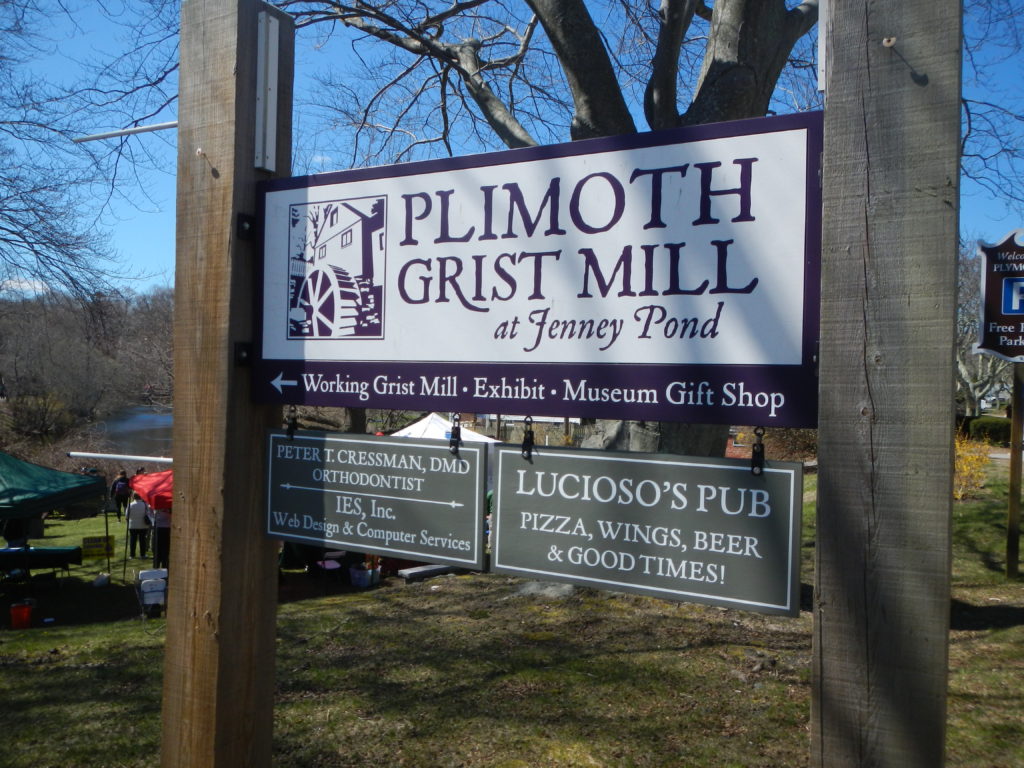 PLIMOTH
GRIST MILL
at Jenney Pond
Working Grist Mill • Exhibit • Museum Gift Shop
PETER T. CRESSMAN, DMD
ORTHODONTIST
IES, Inc.
Web Design & Computer Services
LUCIOSO'S PUB
PIZZA, WINGS, BEER
& GOOD TIMES!
P
Free